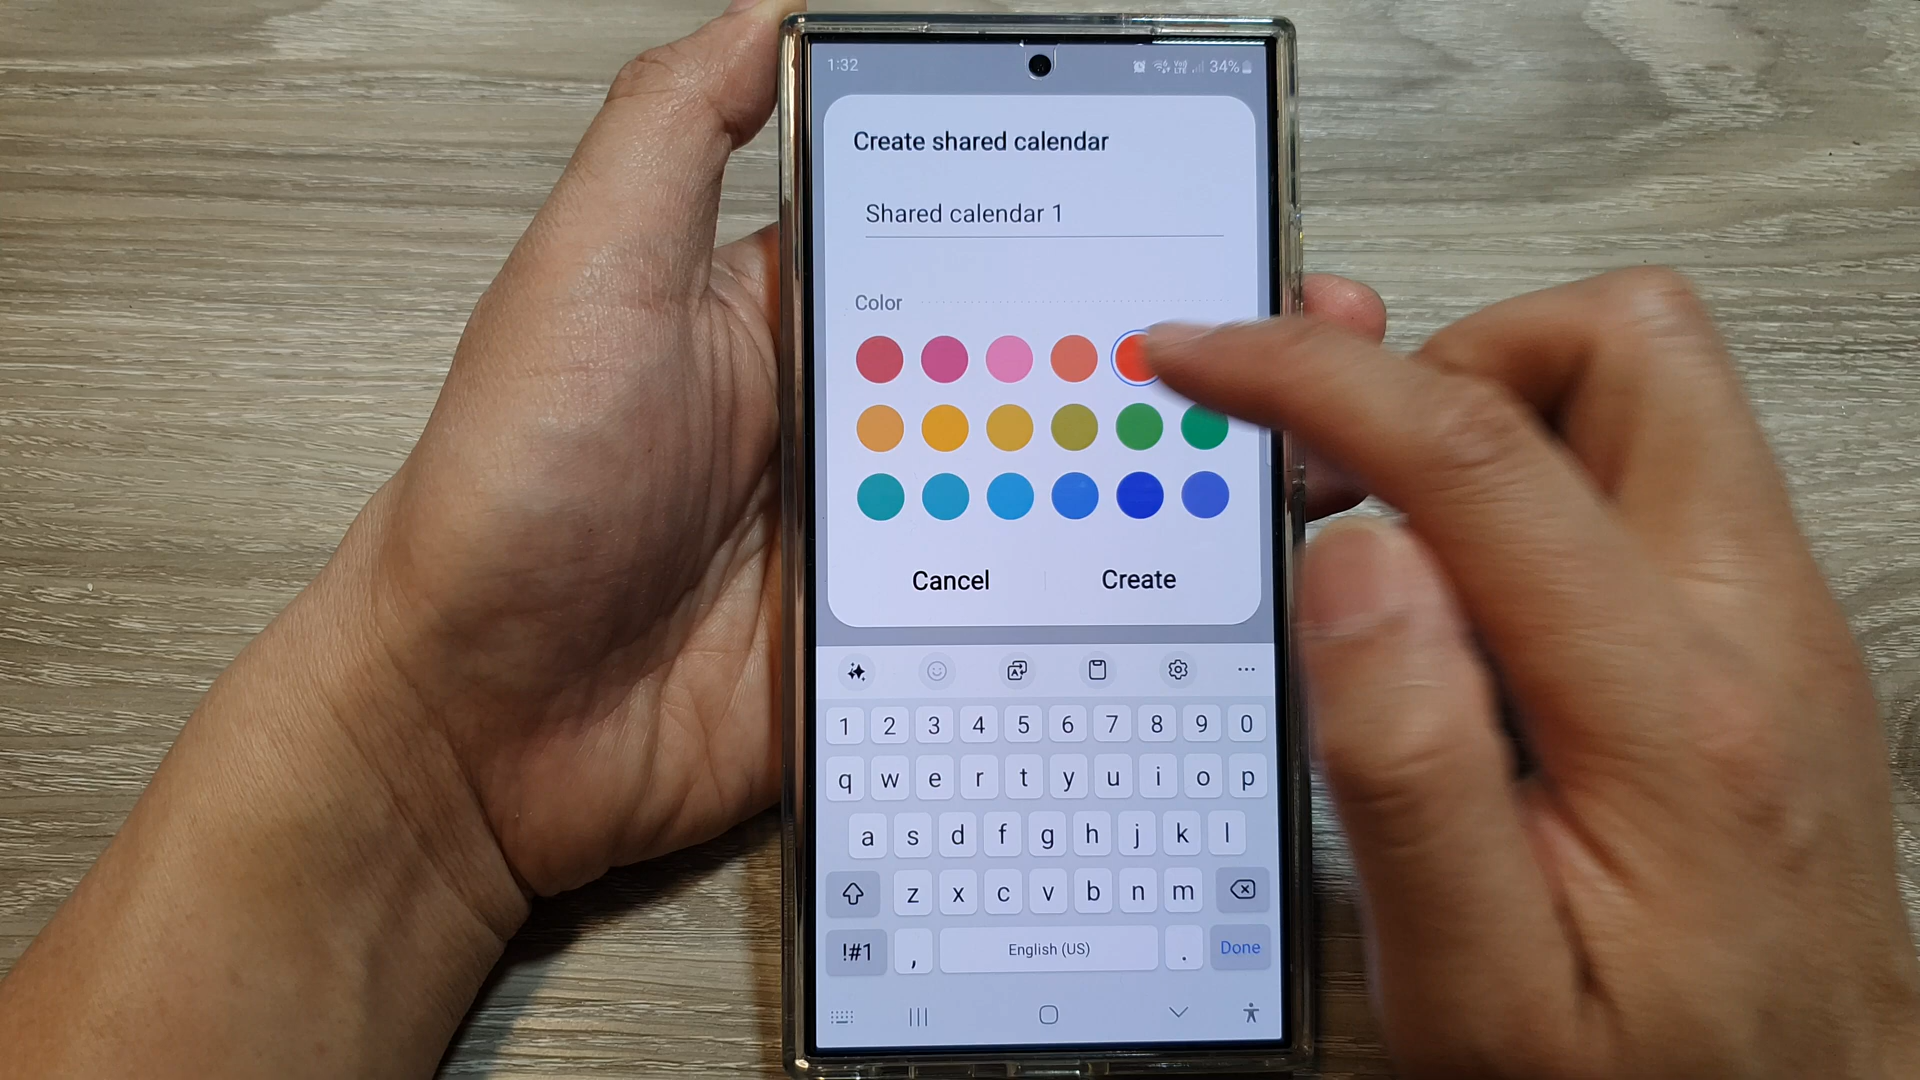 1:32 34%
Create shared calendar
Shared calendar 1
Color
Cancel Create
1 2 3 4 5 6 7 8 9 0
q w e r t y u i o p
a s d f g h j k l
z x c v b n m
!#1 , English (US) . Done